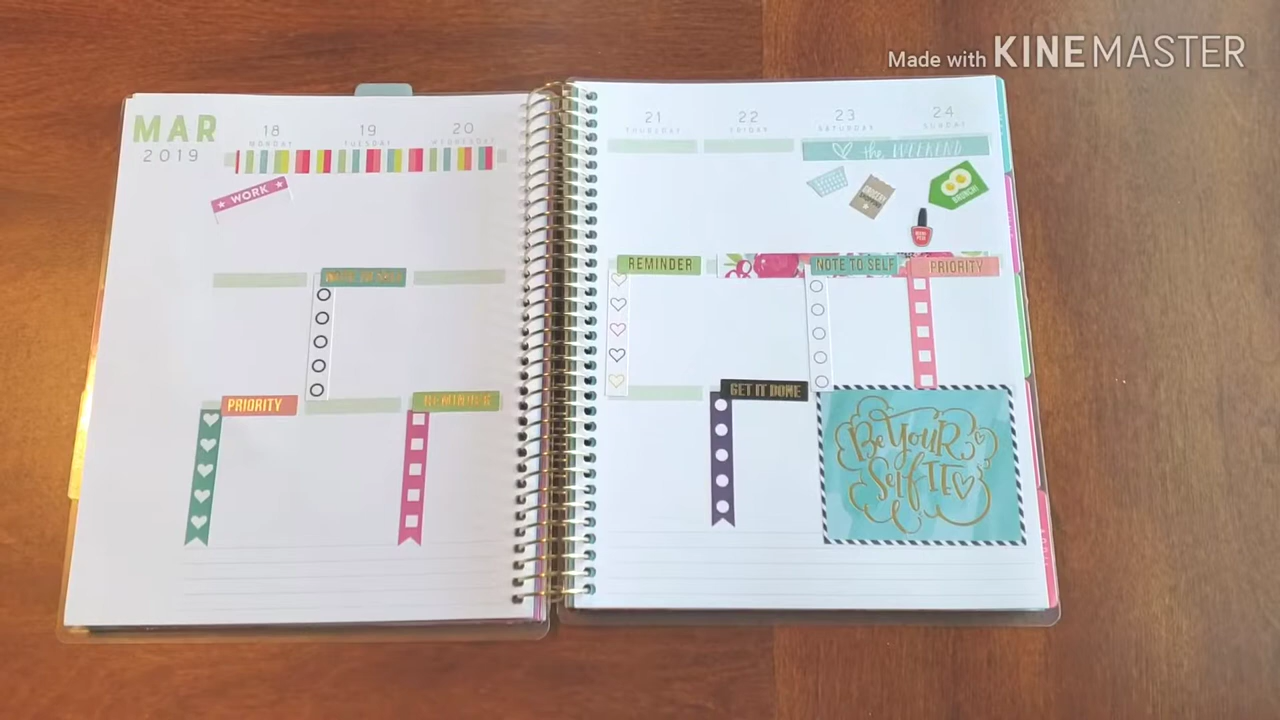 Made with KINEMASTER
MAR
2019
18
MONDAY
19
TUESDAY
20
WEDNESDAY
WORK
NOTE TO SELF
PRIORITY
REMINDER
21
THURSDAY
22
FRIDAY
23
SATURDAY
24
SUNDAY
the WEEKEND
GROCERY
BRUNCH!
REMINDER
NOTE TO SELF
PRIORITY
GET IT DONE
Be YouR
SelfIE